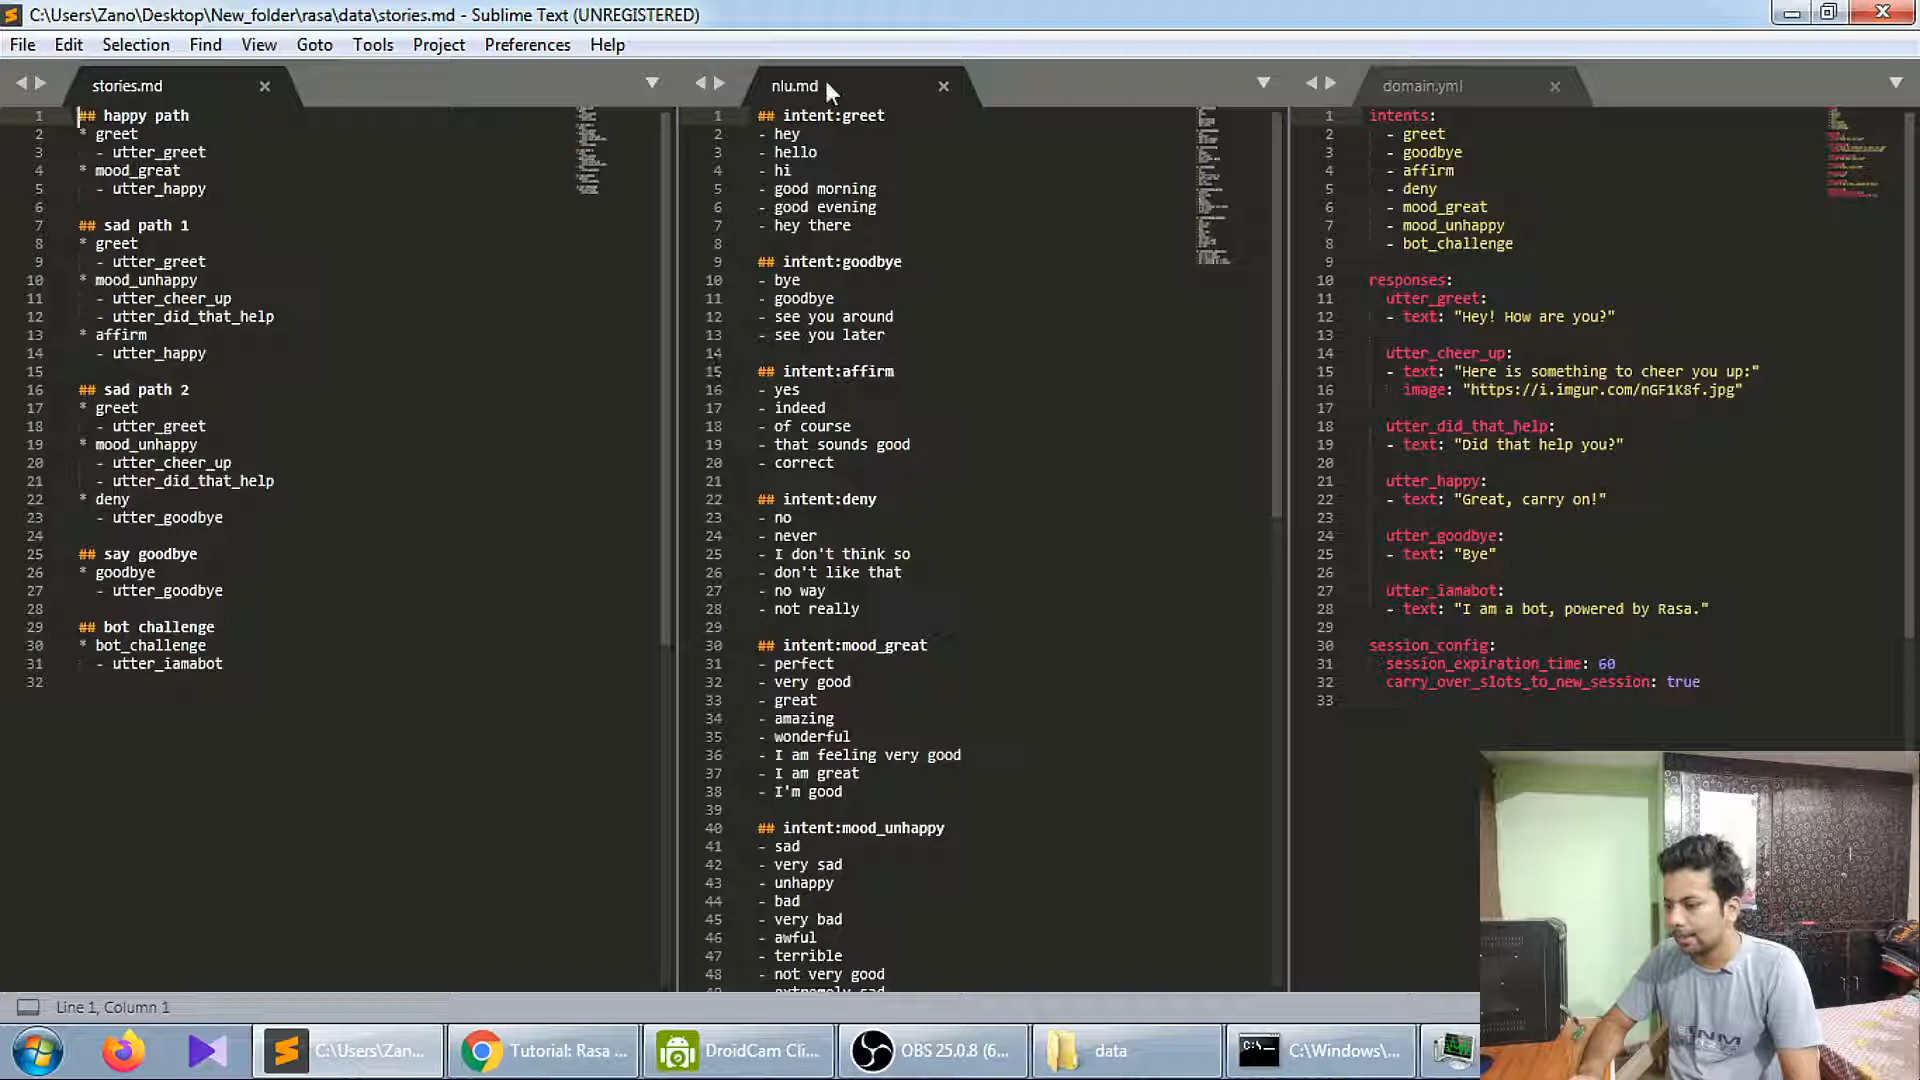 C:\Users\Zano\Desktop\New_folder\rasa\data\stories.md - Sublime Text (UNREGISTERED)
File Edit Selection Find View Goto Tools Project Preferences Help
stories.md
1 ## happy path
2 * greet
3 - utter_greet
4 * mood_great
5 - utter_happy
6
7 ## sad path 1
8 * greet
9 - utter_greet
10 * mood_unhappy
11 - utter_cheer_up
12 - utter_did_that_help
13 * affirm
14 - utter_happy
15
16 ## sad path 2
17 * greet
18 - utter_greet
19 * mood_unhappy
20 - utter_cheer_up
21 - utter_did_that_help
22 * deny
23 - utter_goodbye
24
25 ## say goodbye
26 * goodbye
27 - utter_goodbye
28
29 ## bot challenge
30 * bot_challenge
31 - utter_iamabot
32
nlu.md
1 ## intent:greet
2 - hey
3 - hello
4 - hi
5 - good morning
6 - good evening
7 - hey there
8
9 ## intent:goodbye
10 - bye
11 - goodbye
12 - see you around
13 - see you later
14
15 ## intent:affirm
16 - yes
17 - indeed
18 - of course
19 - that sounds good
20 - correct
21
22 ## intent:deny
23 - no
24 - never
25 - I don't think so
26 - don't like that
27 - no way
28 - not really
29
30 ## intent:mood_great
31 - perfect
32 - very good
33 - great
34 - amazing
35 - wonderful
36 - I am feeling very good
37 - I am great
38 - I'm good
39
40 ## intent:mood_unhappy
41 - sad
42 - very sad
43 - unhappy
44 - bad
45 - very bad
46 - awful
47 - terrible
48 - not very good
domain.yml
1 intents:
2 - greet
3 - goodbye
4 - affirm
5 - deny
6 - mood_great
7 - mood_unhappy
8 - bot_challenge
9
10 responses:
11 utter_greet:
12 - text: "Hey! How are you?"
13
14 utter_cheer_up:
15 - text: "Here is something to cheer you up:"
16 image: "https://i.imgur.com/nGF1K8f.jpg"
17
18 utter_did_that_help:
19 - text: "Did that help you?"
20
21 utter_happy:
22 - text: "Great, carry on!"
23
24 utter_goodbye:
25 - text: "Bye"
26
27 utter_iamabot:
28 - text: "I am a bot, powered by Rasa."
29
30 session_config:
31 session_expiration_time: 60
32 carry_over_slots_to_new_session: true
33
Line 1, Column 1
C:\Users\Zan...
Tutorial: Rasa ...
DroidCam Cli...
OBS 25.0.8 (6...
data
C:\Windows\...